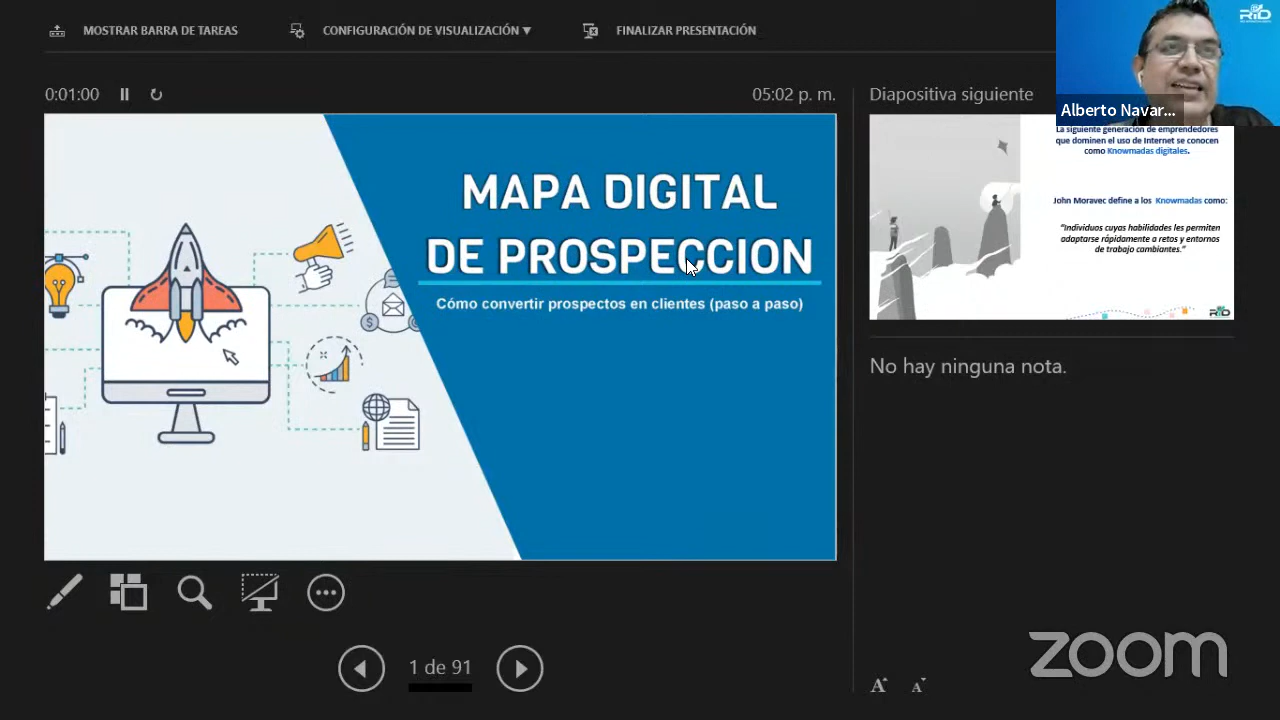 MOSTRAR BARRA DE TAREAS
CONFIGURACIÓN DE VISUALIZACIÓN ▼
FINALIZAR PRESENTACIÓN
RiD
Alberto Navar...
0:01:00
05:02 p. m.
Diapositiva siguiente
MAPA DIGITAL
DE PROSPECCION
Cómo convertir prospectos en clientes (paso a paso)
La siguiente generación de emprendedores
que dominen el uso de Internet se conocen
como Knowmadas digitales.
John Moravec define a los Knowmadas como:
"Individuos cuyas habilidades les permiten
adaptarse rápidamente a retos y entornos
de trabajo cambiantes."
RiD
No hay ninguna nota.
1 de 91
zoom
A
A